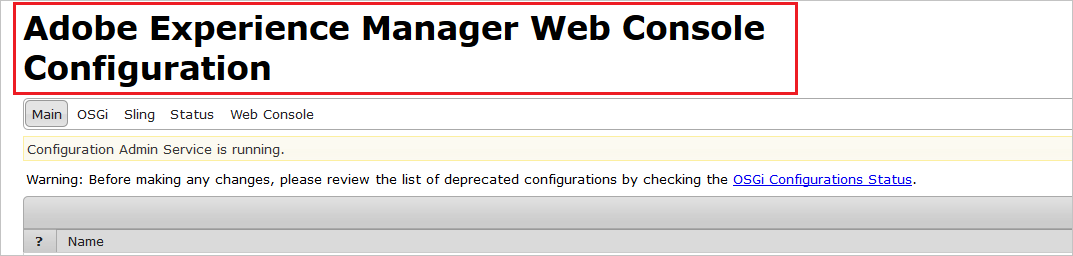 Adobe Experience Manager Web Console
Configuration
Main OSGi Sling Status Web Console
Configuration Admin Service is running.
Warning: Before making any changes, please review the list of deprecated configurations by checking the OSGi Configurations Status.
? Name